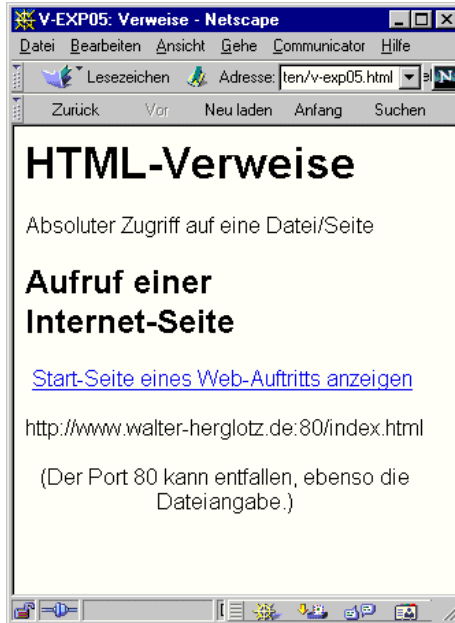 V-EXP05: Verweise - Netscape
Datei Bearbeiten Ansicht Gehe Communicator Hilfe
Lesezeichen Adresse: ten/v-exp05.html
Zurück Vor Neu laden Anfang Suchen
HTML-Verweise
Absoluter Zugriff auf eine Datei/Seite
Aufruf einer
Internet-Seite
Start-Seite eines Web-Auftritts anzeigen
http://www.walter-herglotz.de:80/index.html
(Der Port 80 kann entfallen, ebenso die
Dateiangabe.)